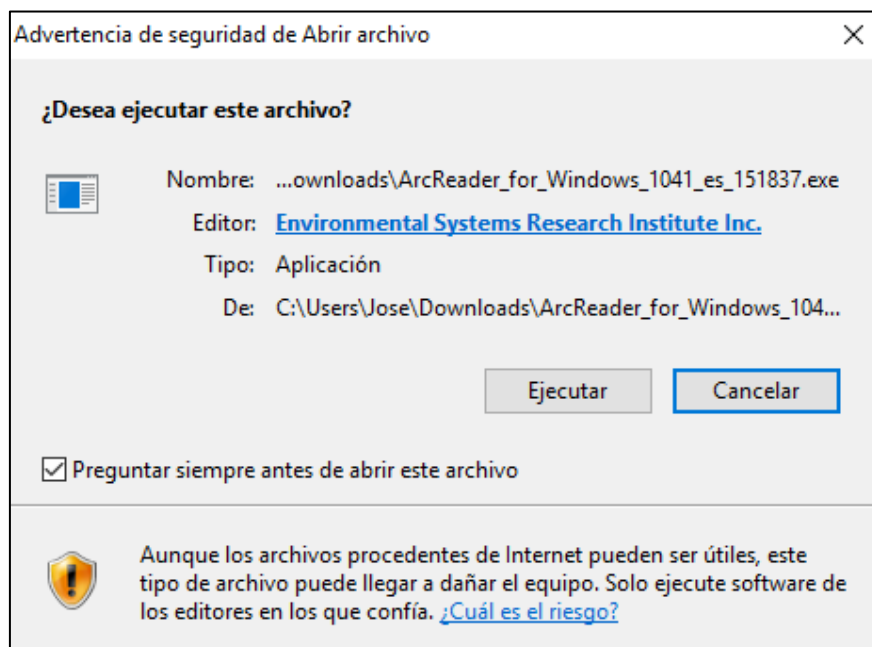 Advertencia de seguridad de Abrir archivo
¿Desea ejecutar este archivo?
Nombre: ...ownloads\ArcReader_for_Windows_1041_es_151837.exe
Editor: Environmental Systems Research Institute Inc.
Tipo: Aplicación
De: C:\Users\Jose\Downloads\ArcReader_for_Windows_104...
Ejecutar Cancelar
Preguntar siempre antes de abrir este archivo
Aunque los archivos procedentes de Internet pueden ser útiles, este
tipo de archivo puede llegar a dañar el equipo. Solo ejecute software de
los editores en los que confía. ¿Cuál es el riesgo?